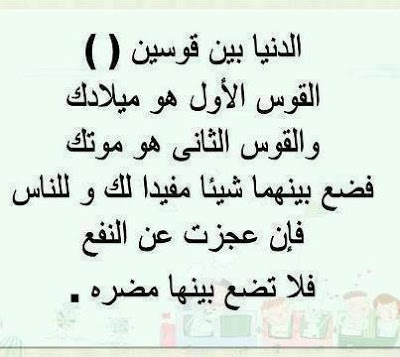 الدنيا بين قوسين ( )
القوس الأول هو ميلادك
والقوس الثانى هو موتك
فضع بينهما شيئا مفيدا لك و للناس
فإن عجزت عن النفع
فلا تضع بينها مضره .